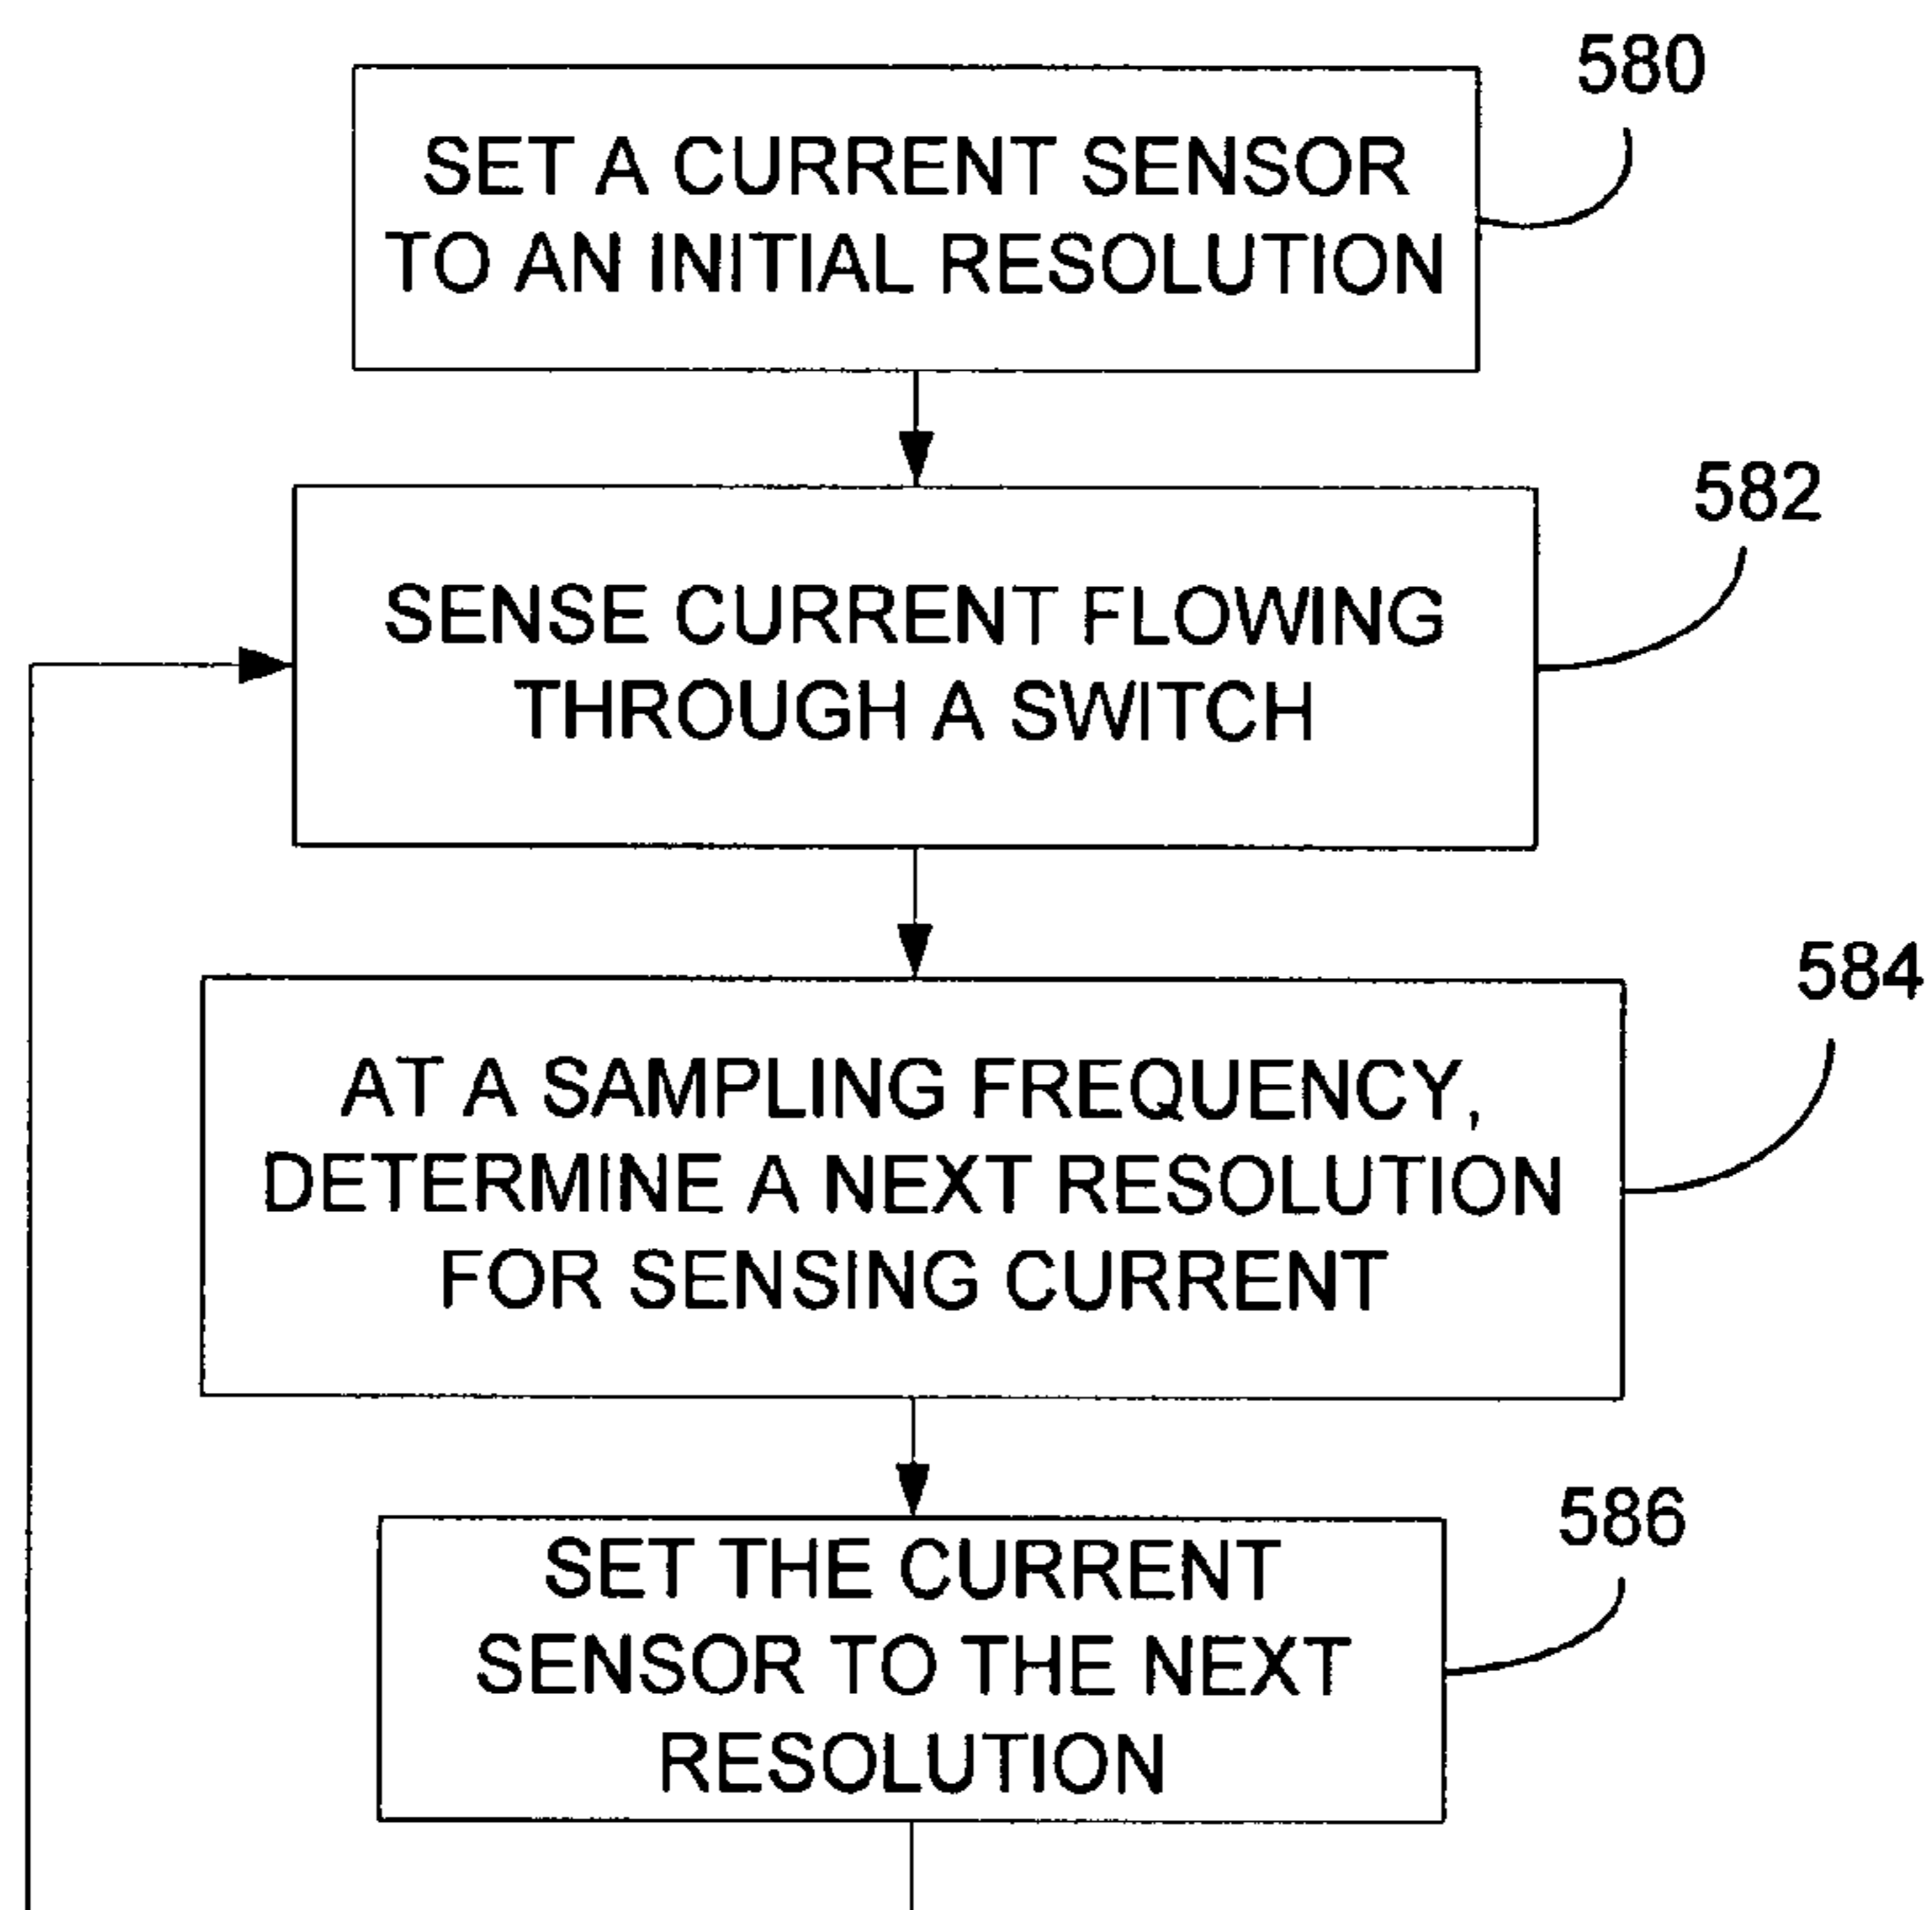 580
SET A CURRENT SENSOR
TO AN INITIAL RESOLUTION
582
SENSE CURRENT FLOWING
THROUGH A SWITCH
584
AT A SAMPLING FREQUENCY,
DETERMINE A NEXT RESOLUTION
FOR SENSING CURRENT
586
SET THE CURRENT
SENSOR TO THE NEXT
RESOLUTION